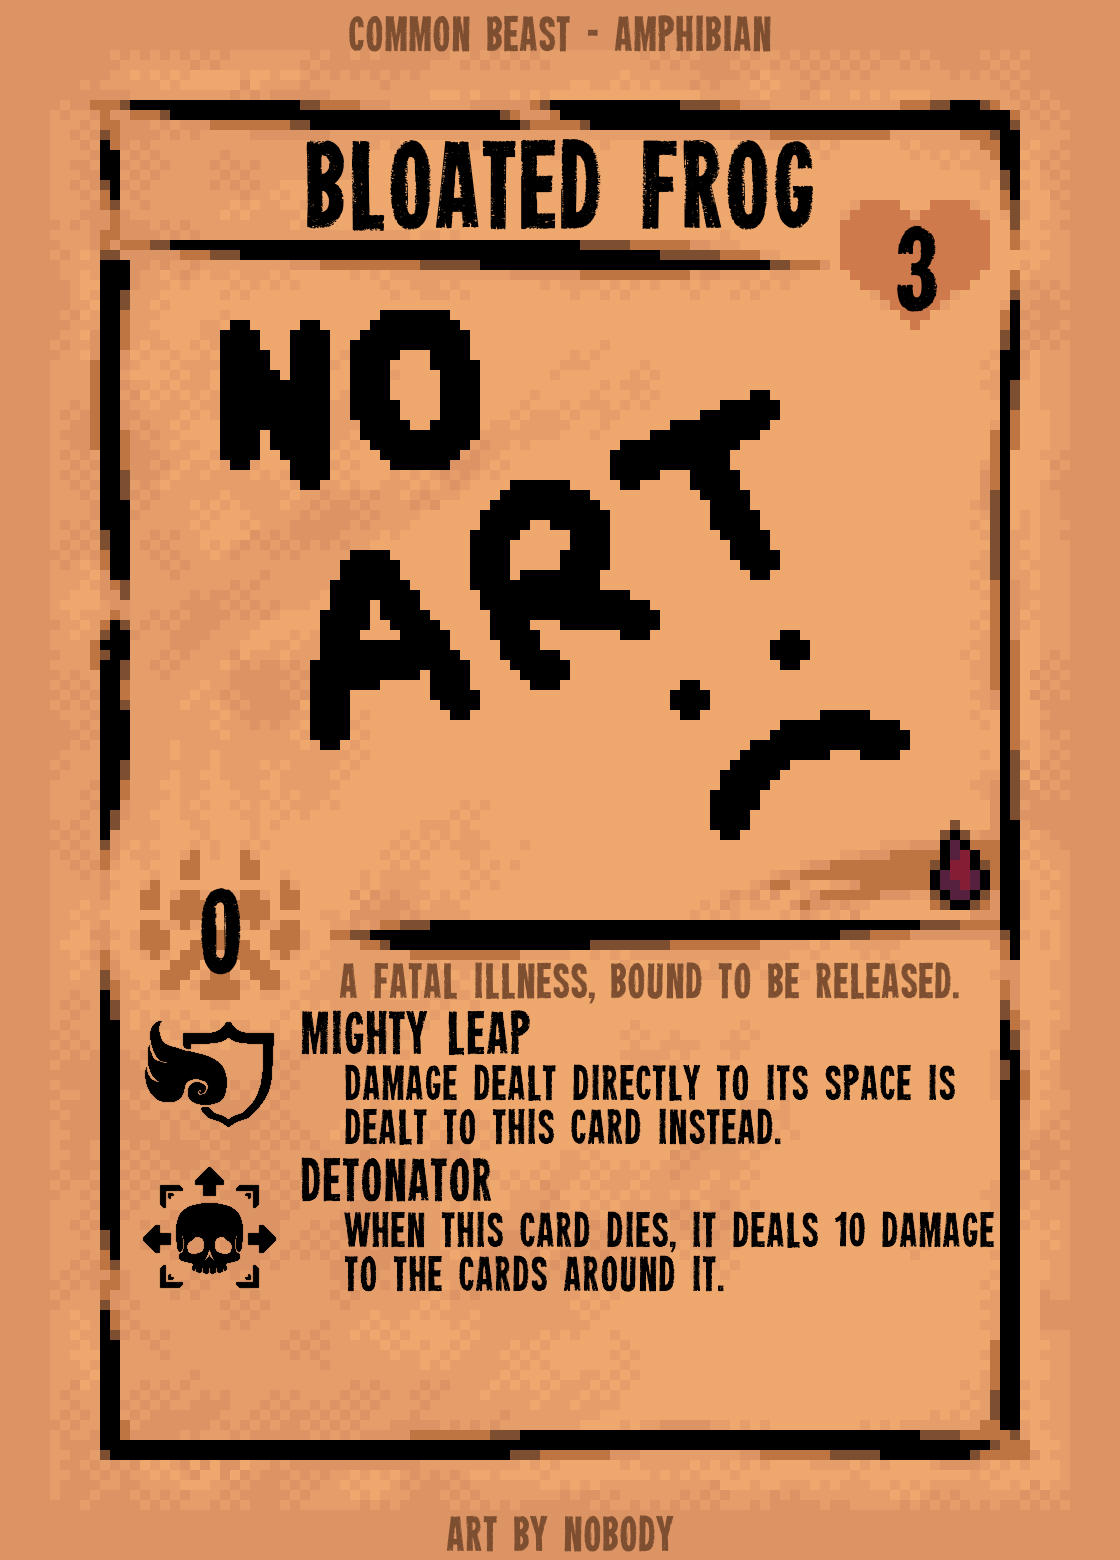 COMMON BEAST - AMPHIBIAN
BLOATED FROG
3
NO
ART
:(
0
A FATAL ILLNESS, BOUND TO BE RELEASED.
MIGHTY LEAP
DAMAGE DEALT DIRECTLY TO ITS SPACE IS
DEALT TO THIS CARD INSTEAD.
DETONATOR
WHEN THIS CARD DIES, IT DEALS 10 DAMAGE
TO THE CARDS AROUND IT.
ART BY NOBODY